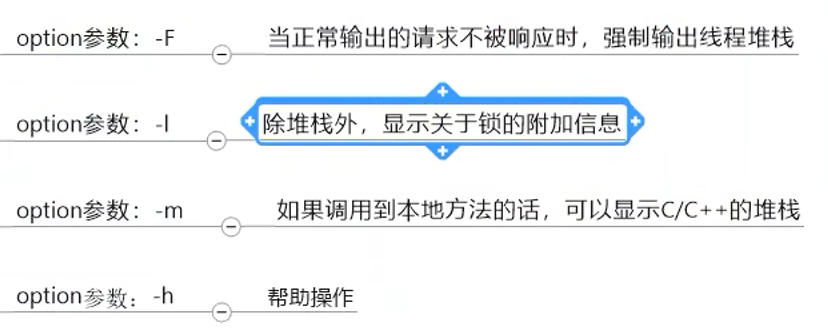 option参数：-F 当正常输出的请求不被响应时，强制输出线程堆栈
option参数：-l 除堆栈外，显示关于锁的附加信息
option参数：-m 如果调用到本地方法的话，可以显示C/C++的堆栈
option参数：-h 帮助操作